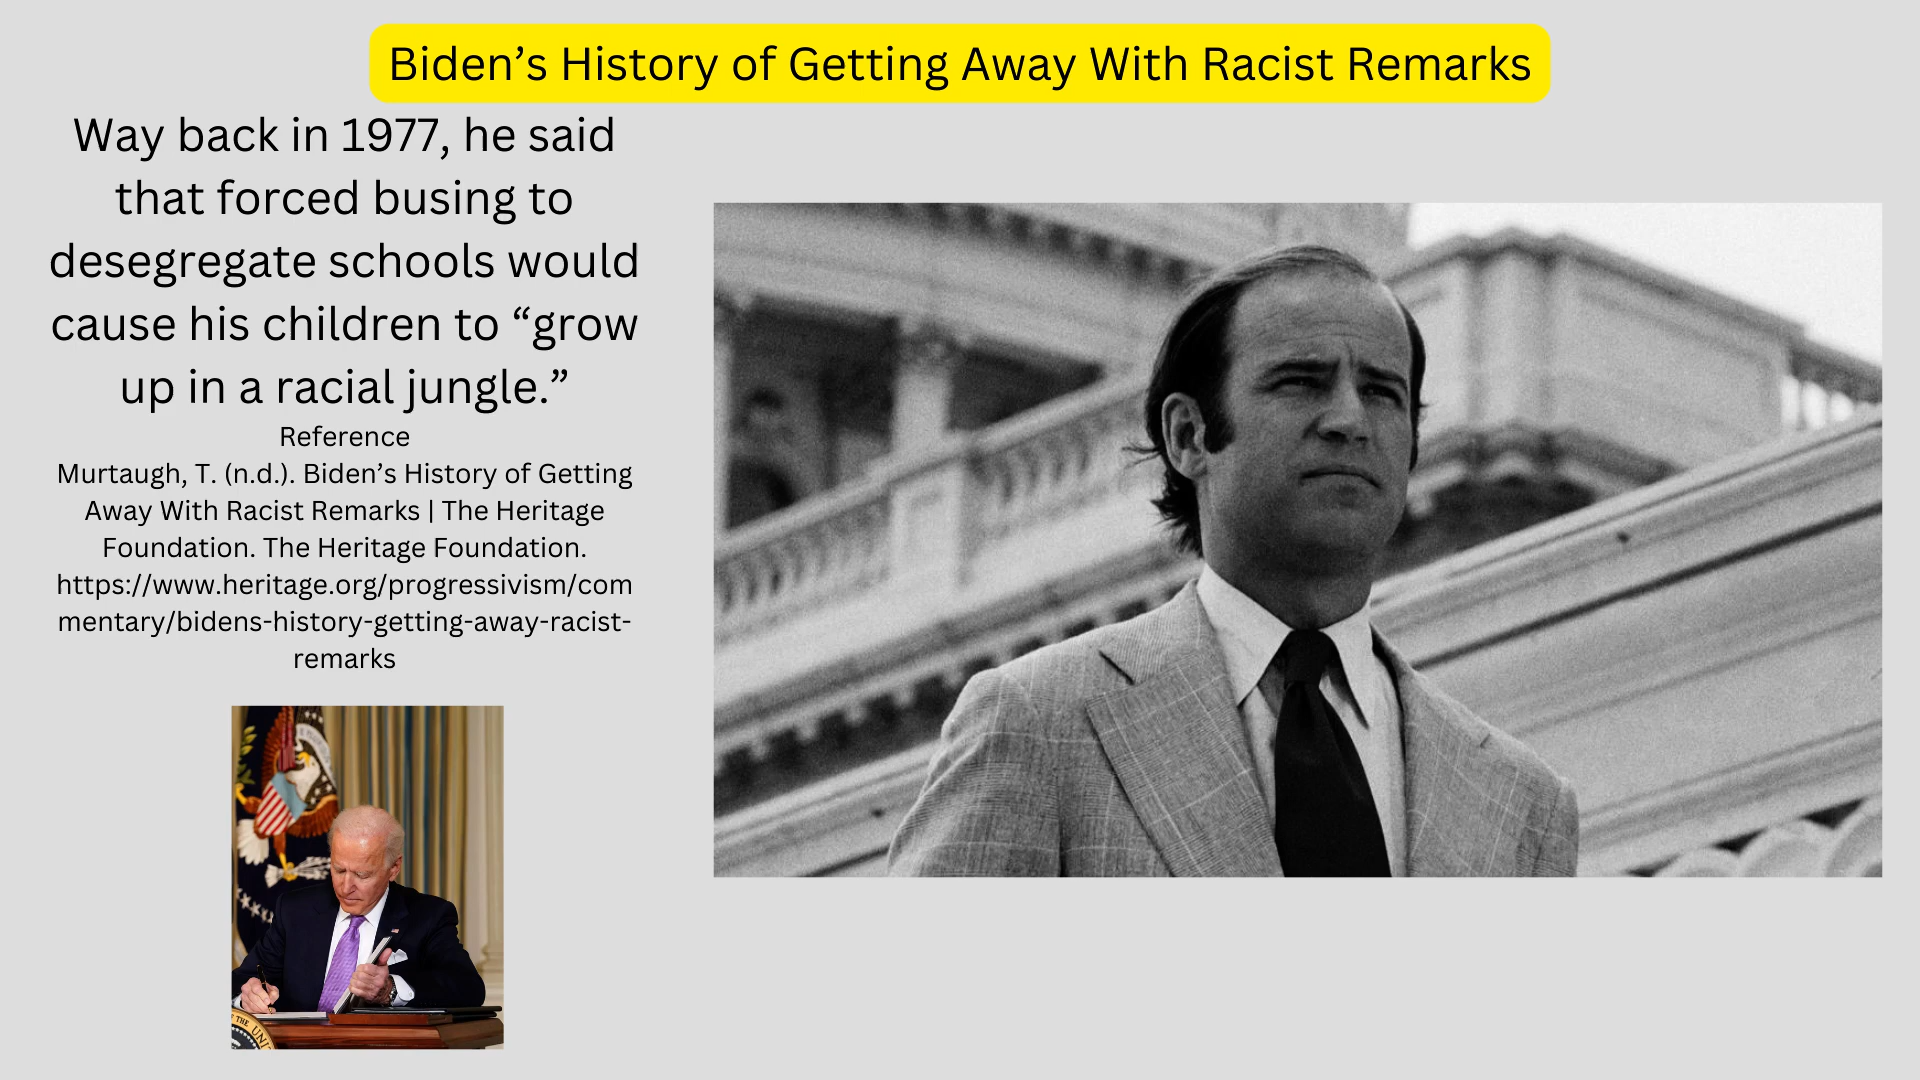 Biden’s History of Getting Away With Racist Remarks
Way back in 1977, he said
that forced busing to
desegregate schools would
cause his children to “grow
up in a racial jungle.”
Reference
Murtaugh, T. (n.d.). Biden’s History of Getting
Away With Racist Remarks | The Heritage
Foundation. The Heritage Foundation.
https://www.heritage.org/progressivism/com
mentary/bidens-history-getting-away-racist-
remarks
THE UNI